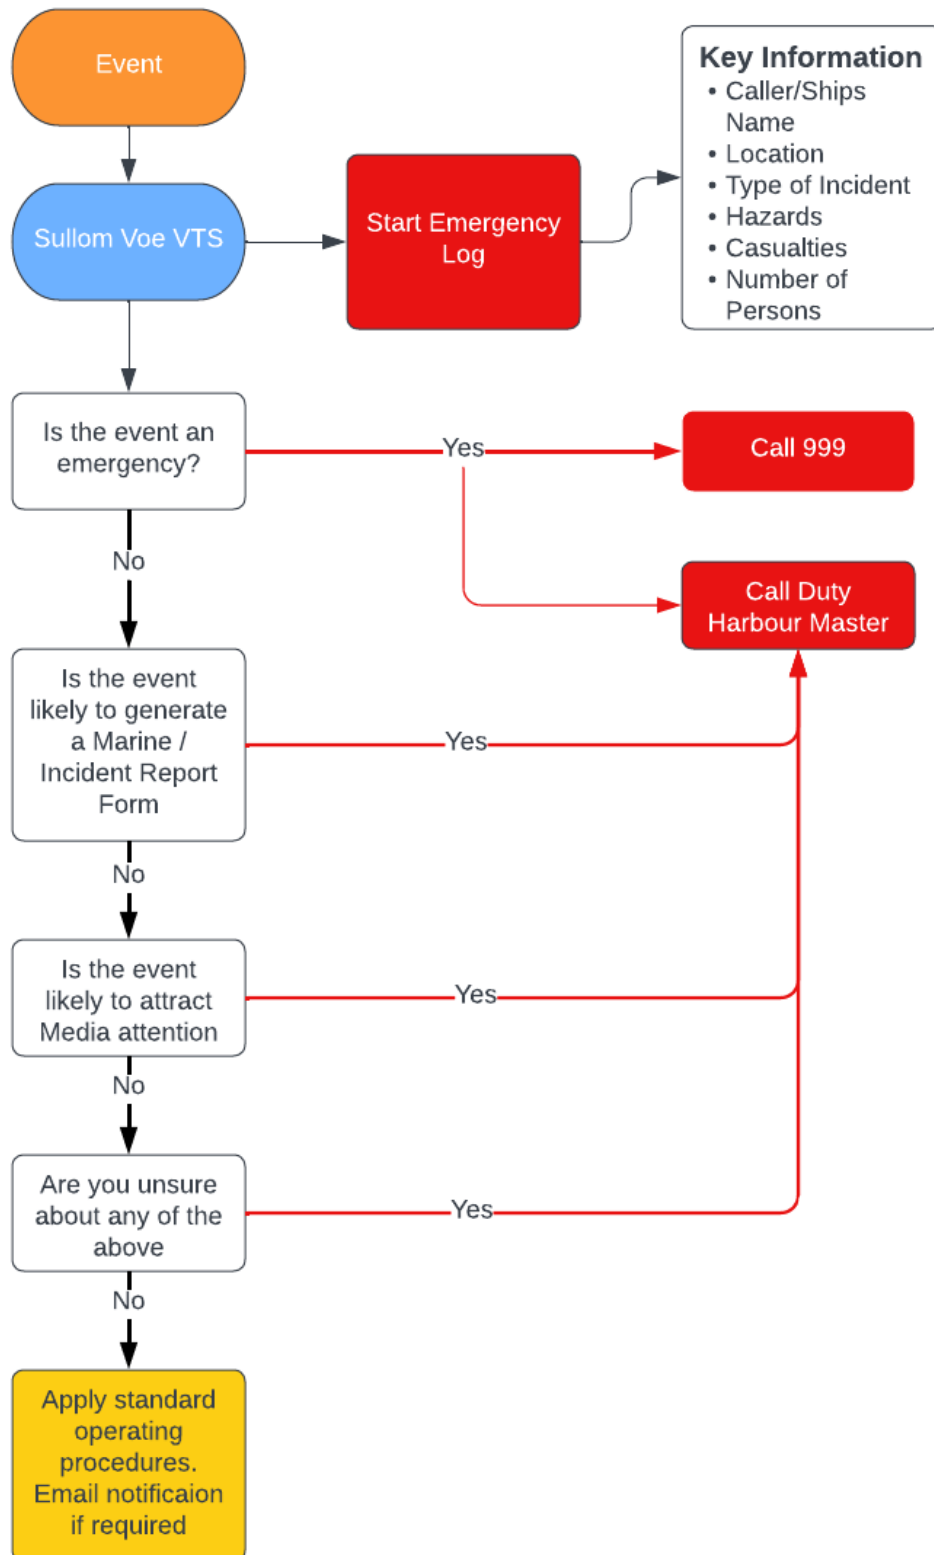 Event
Sullom Voe VTS
Start Emergency
Log
Key Information
• Caller/Ships
Name
• Location
• Type of Incident
• Hazards
• Casualties
• Number of
Persons
Is the event an
emergency?
Yes
Call 999
Call Duty
Harbour Master
No
Is the event
likely to generate
a Marine /
Incident Report
Form
Yes
No
Is the event
likely to attract
Media attention
Yes
No
Are you unsure
about any of the
above
Yes
No
Apply standard
operating
procedures.
Email notificaion
if required